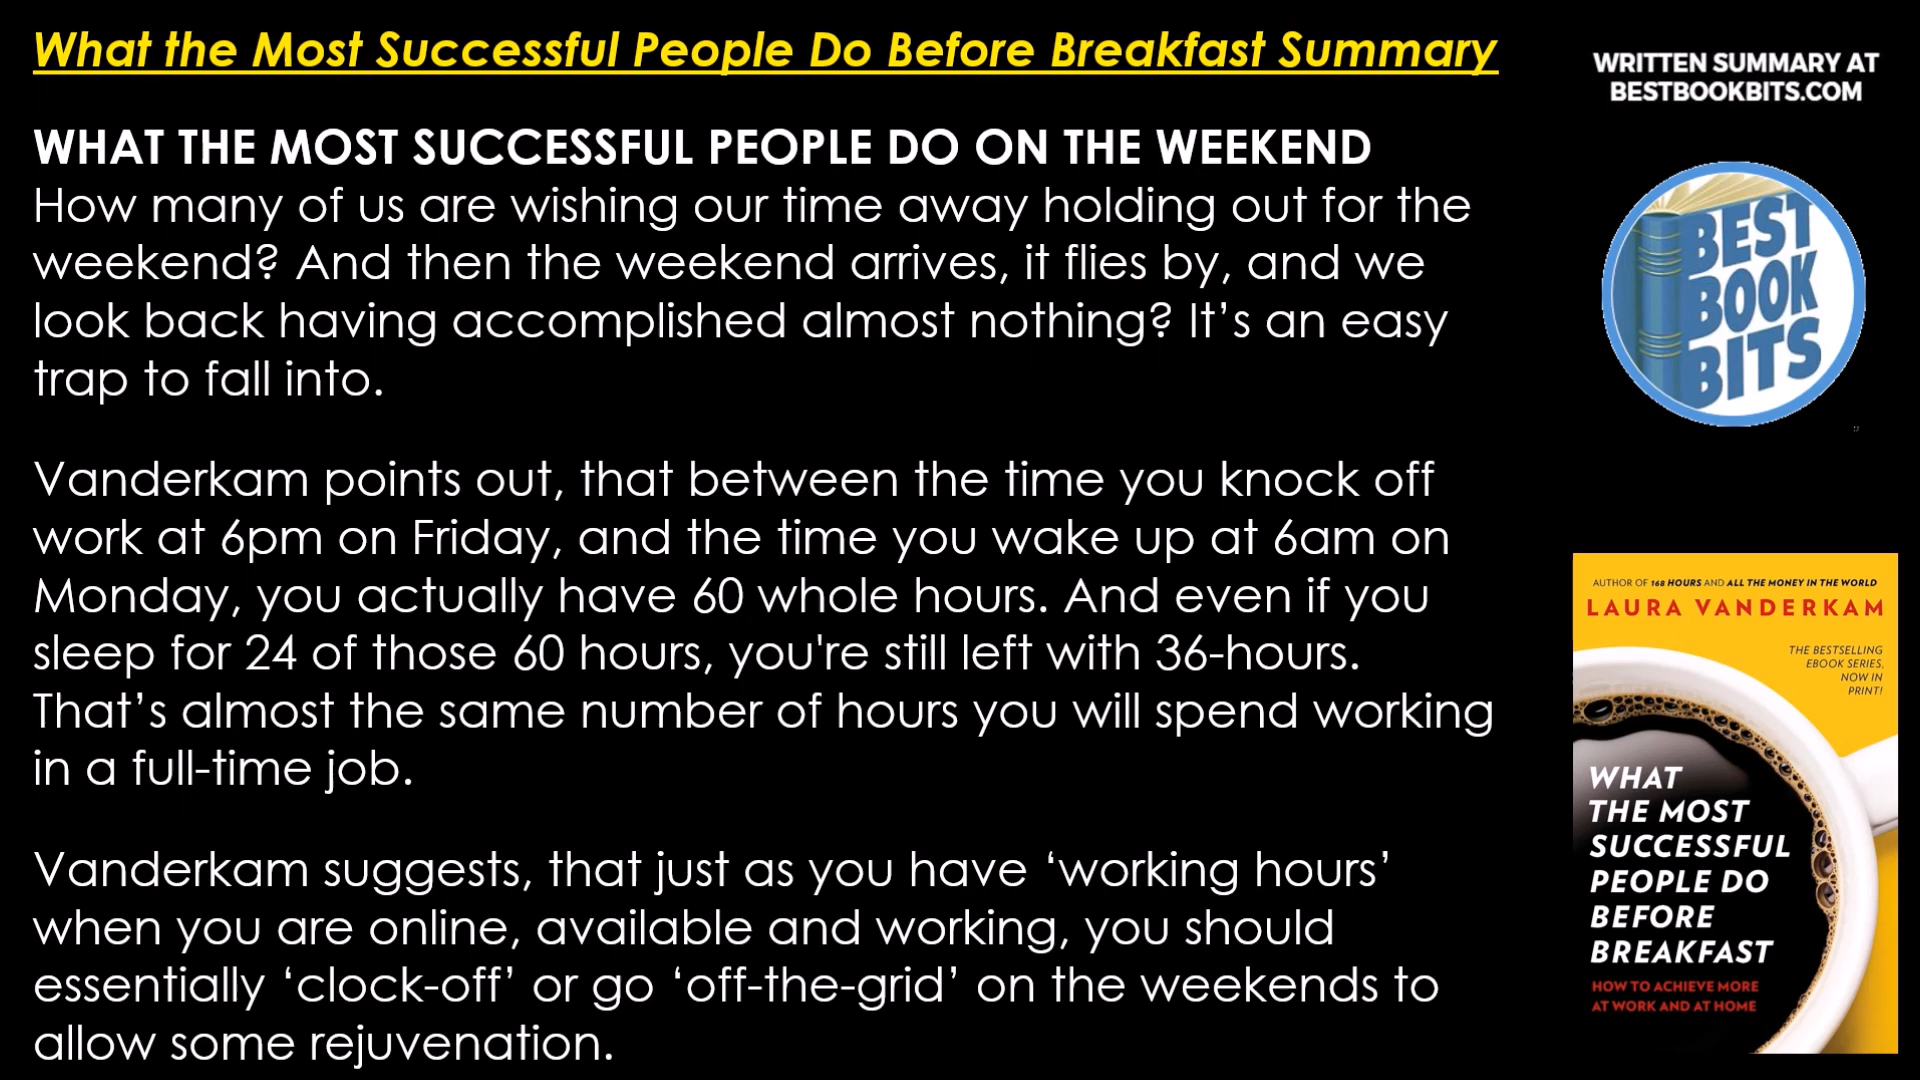 What the Most Successful People Do Before Breakfast Summary
WHAT THE MOST SUCCESSFUL PEOPLE DO ON THE WEEKEND
How many of us are wishing our time away holding out for the
weekend? And then the weekend arrives, it flies by, and we
look back having accomplished almost nothing? It’s an easy
trap to fall into.
Vanderkam points out, that between the time you knock off
work at 6pm on Friday, and the time you wake up at 6am on
Monday, you actually have 60 whole hours. And even if you
sleep for 24 of those 60 hours, you're still left with 36-hours.
That’s almost the same number of hours you will spend working
in a full-time job.
Vanderkam suggests, that just as you have ‘working hours’
when you are online, available and working, you should
essentially ‘clock-off’ or go ‘off-the-grid’ on the weekends to
allow some rejuvenation.
WRITTEN SUMMARY AT
BESTBOOKBITS.COM
BEST
BOOK
BITS
AUTHOR OF 168 HOURS AND ALL THE MONEY IN THE WORLD
LAURA VANDERKAM
THE BESTSELLING
EBOOK SERIES,
NOW IN
PRINT!
WHAT
THE MOST
SUCCESSFUL
PEOPLE DO
BEFORE
BREAKFAST
HOW TO ACHIEVE MORE
AT WORK AND AT HOME